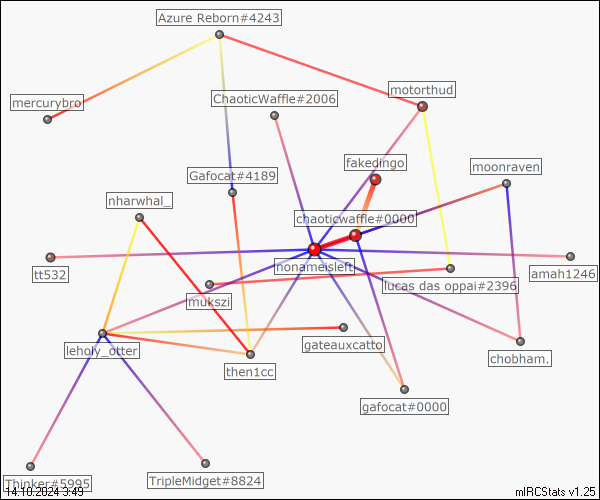 Azure Reborn#4243
mercurybro
ChaoticWaffle#2006
motorthud
fakedingo
moonraven
Gafocat#4189
nharwhal_
chaoticwaffle#0000
tt532
nonameisleft
amah1246
mukszi
lucas das oppai#2396
leholy_otter
gateauxcatto
chobham.
then1cc
gafocat#0000
Thinker#5995
TripleMidget#8824
14.10.2024 3:49
mIRCStats v1.25